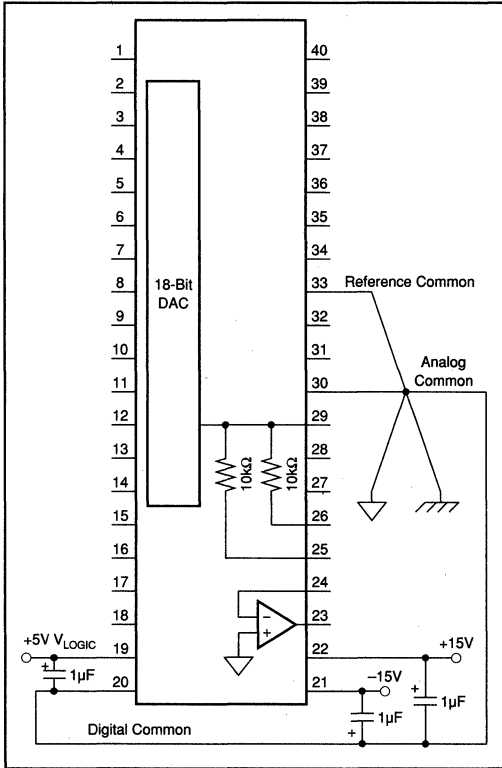 1
40
2
39
3
38
4
37
5
36
6
35
7
34
18-Bit
DAC
8
33
Reference Common
9
32
10
31
Analog
Common
11
30
12
29
13
28
10kΩ
10kΩ
14
27
15
26
16
25
17
24
18
23
+5V VLOGIC
19
22
+15V
1µF
20
21
–15V
1µF
1µF
Digital Common